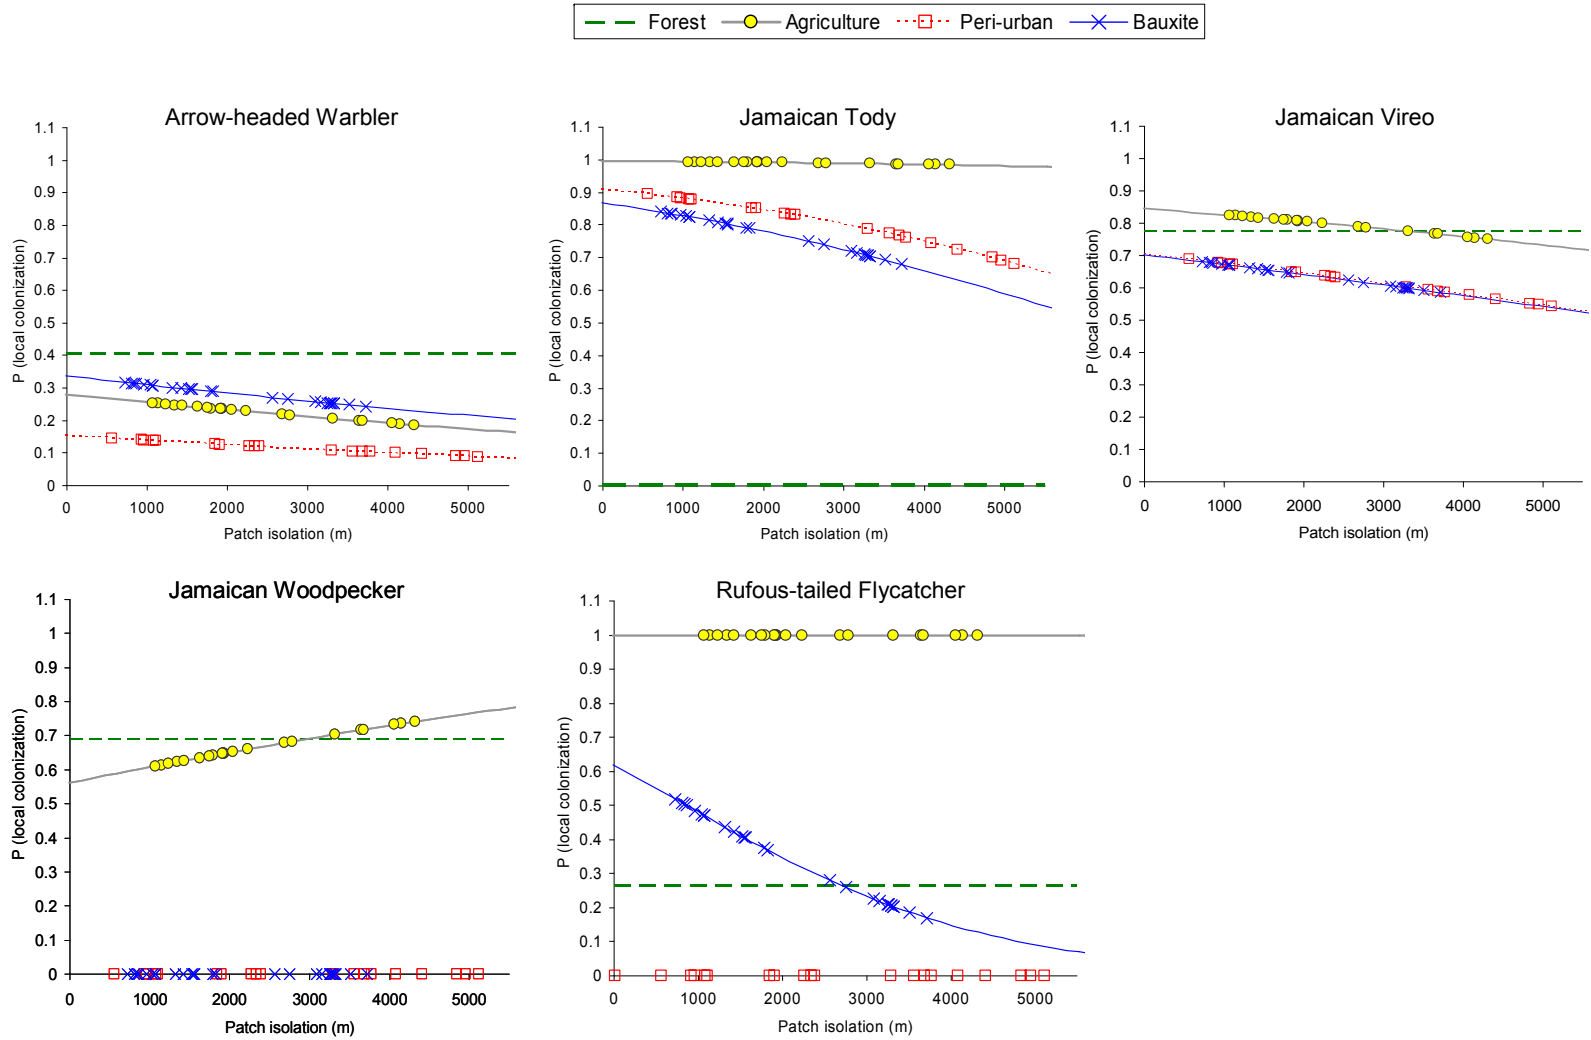 Forest Agriculture Peri-urban Bauxite
Arrow-headed Warbler
1.1
1
0.9
0.8
0.7
0.6
0.5
0.4
0.3
0.2
0.1
0
P (local colonization)
0 1000 2000 3000 4000 5000
Patch isolation (m)
Jamaican Tody
1.1
1
0.9
0.8
0.7
0.6
0.5
0.4
0.3
0.2
0.1
0
P (local colonization)
0 1000 2000 3000 4000 5000
Patch isolation (m)
Jamaican Vireo
1.1
1
0.9
0.8
0.7
0.6
0.5
0.4
0.3
0.2
0.1
0
P (local colonization)
0 1000 2000 3000 4000 5000
Patch isolation (m)
Jamaican Woodpecker
1.1
1
0.9
0.8
0.7
0.6
0.5
0.4
0.3
0.2
0.1
0
P (local colonization)
0 1000 2000 3000 4000 5000
Patch isolation (m)
Rufous-tailed Flycatcher
1.1
1
0.9
0.8
0.7
0.6
0.5
0.4
0.3
0.2
0.1
0
P (local colonization)
0 1000 2000 3000 4000 5000
Patch isolation (m)